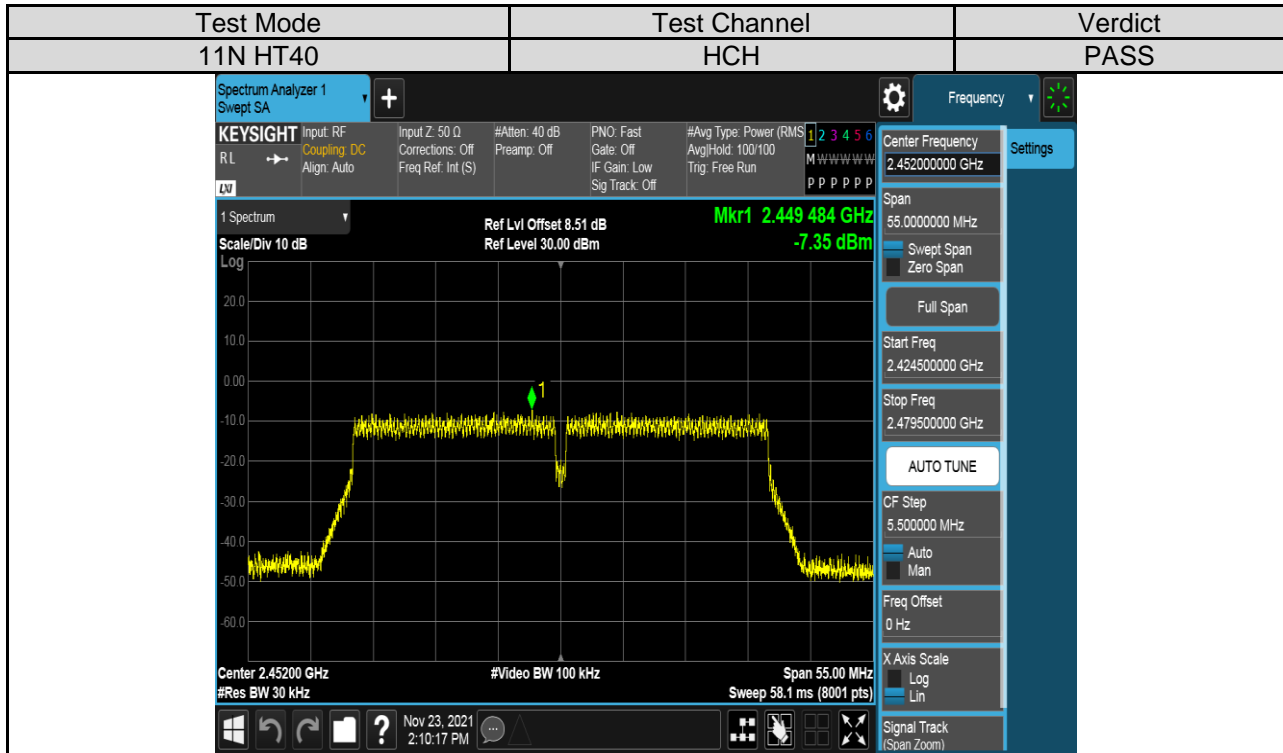 Test Mode Test Channel Verdict
11N HT40 HCH PASS
Spectrum Analyzer 1
Swept SA
+
Frequency
KEYSIGHT Input: RF Input Z: 50 Ω #Atten: 40 dB PNO: Fast #Avg Type: Power (RMS 1 2 3 4 5 6
RL Coupling: DC Corrections: Off Preamp: Off Gate: Off Avg|Hold: 100/100 M W W W W W
Align: Auto Freq Ref: Int (S) IF Gain: Low Trig: Free Run
LXI Sig Track: Off P P P P P P
Center Frequency
2.452000000 GHz
Settings
Span
55.0000000 MHz
Swept Span
Zero Span
Full Span
Start Freq
2.424500000 GHz
Stop Freq
2.479500000 GHz
AUTO TUNE
CF Step
5.500000 MHz
Auto
Man
Freq Offset
0 Hz
X Axis Scale
Log
Lin
Signal Track
(Span Zoom)
1 Spectrum Ref Lvl Offset 8.51 dB Mkr1 2.449 484 GHz
Scale/Div 10 dB Ref Level 30.00 dBm -7.35 dBm
Log
20.0
10.0
0.00
1
-10.0
-20.0
-30.0
-40.0
-50.0
-60.0
Center 2.45200 GHz #Video BW 100 kHz Span 55.00 MHz
#Res BW 30 kHz Sweep 58.1 ms (8001 pts)
? Nov 23, 2021
2:10:17 PM